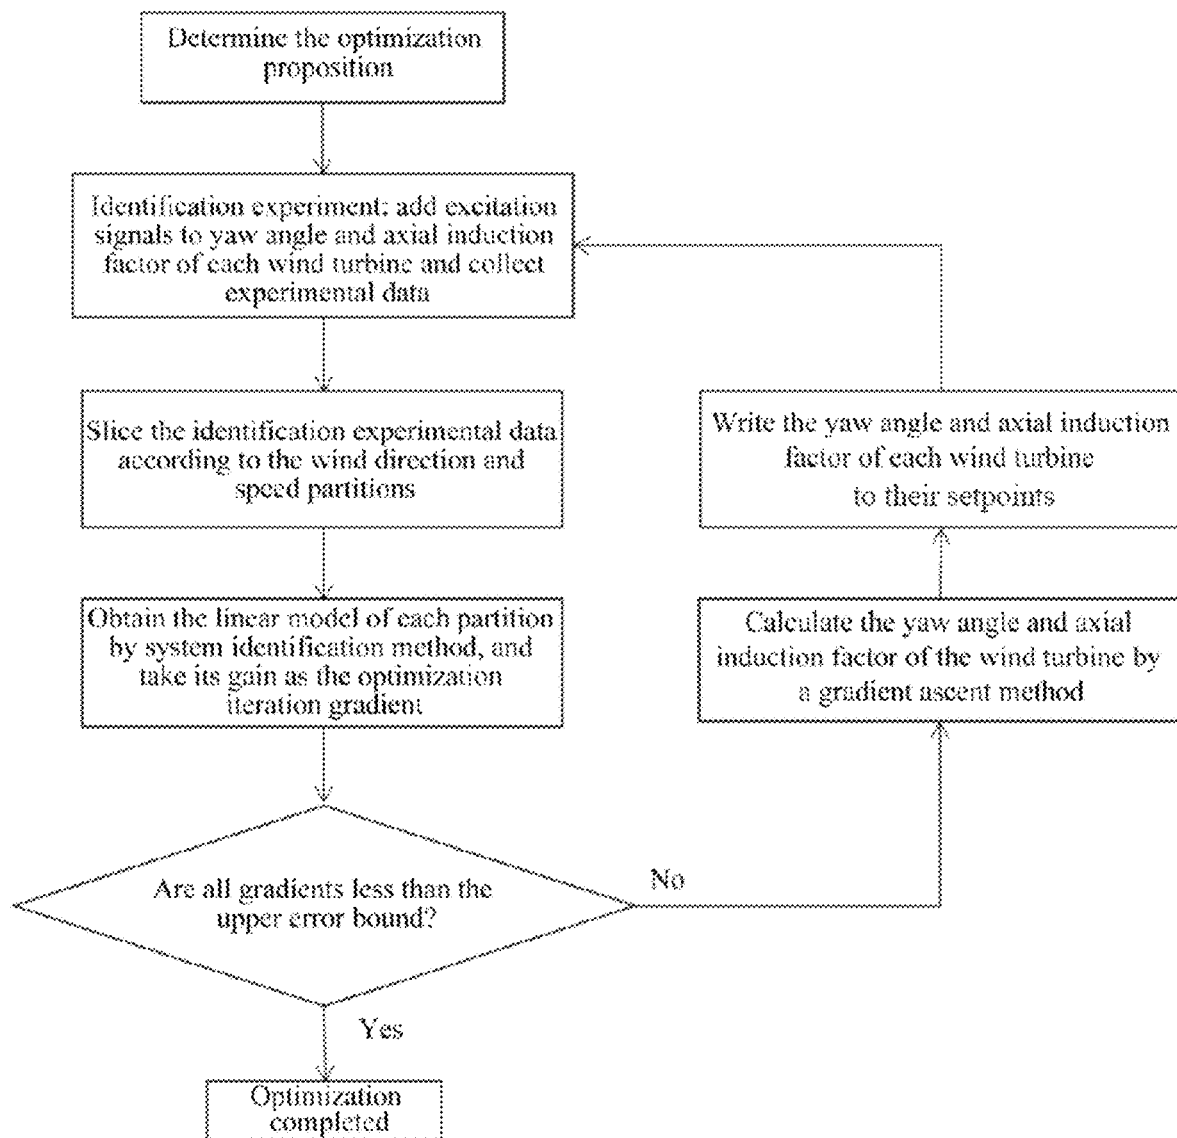 Determine the optimization
proposition
Identification experiment: add excitation
signals to yaw angle and axial induction
factor of each wind turbine and collect
experimental data
Slice the identification experimental data
according to the wind direction and
speed partitions
Obtain the linear model of each partition
by system identification method, and
take its gain as the optimization
iteration gradient
Are all gradients less than the
upper error bound?
No
Calculate the yaw angle and axial
induction factor of the wind turbine by
a gradient ascent method
Write the yaw angle and axial induction
factor of each wind turbine
to their setpoints
Yes
Optimization
completed